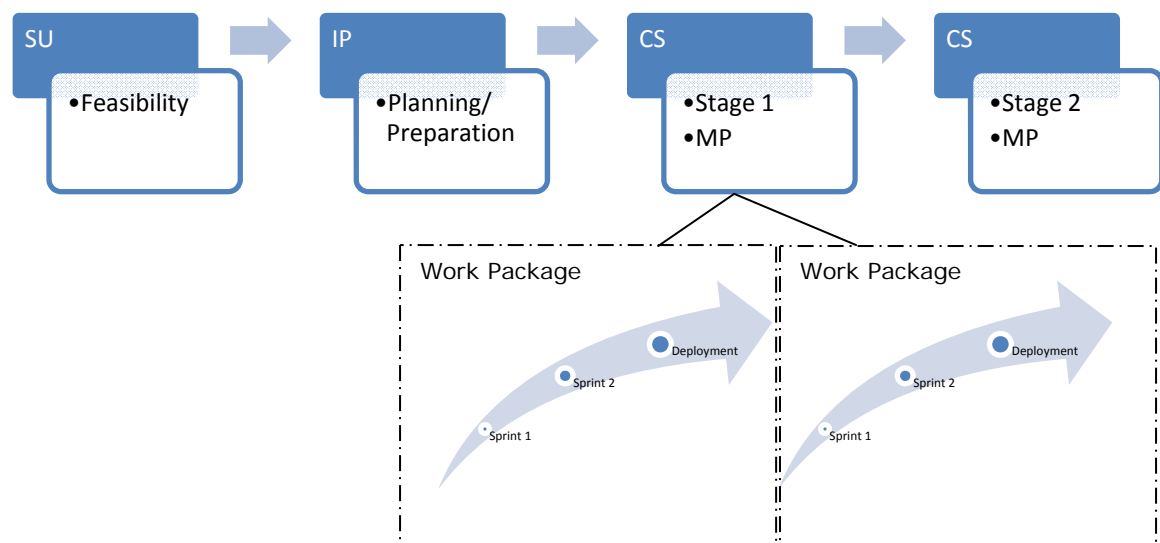 SU
•Feasibility
IP
•Planning/
Preparation
CS
•Stage 1
•MP
CS
•Stage 2
•MP
Work Package
Deployment
Sprint 2
Sprint 1
Work Package
Deployment
Sprint 2
Sprint 1